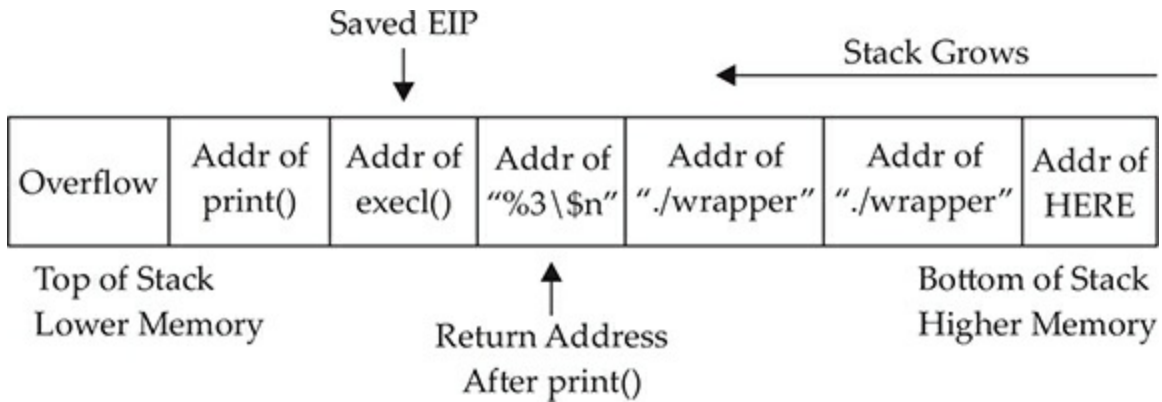 Saved EIP
Stack Grows
Overflow
Addr of
print()
Addr of
execl()
Addr of
“%3\$n”
Addr of
“./wrapper”
Addr of
“./wrapper”
Addr of
HERE
Top of Stack
Lower Memory
Return Address
After print()
Bottom of Stack
Higher Memory